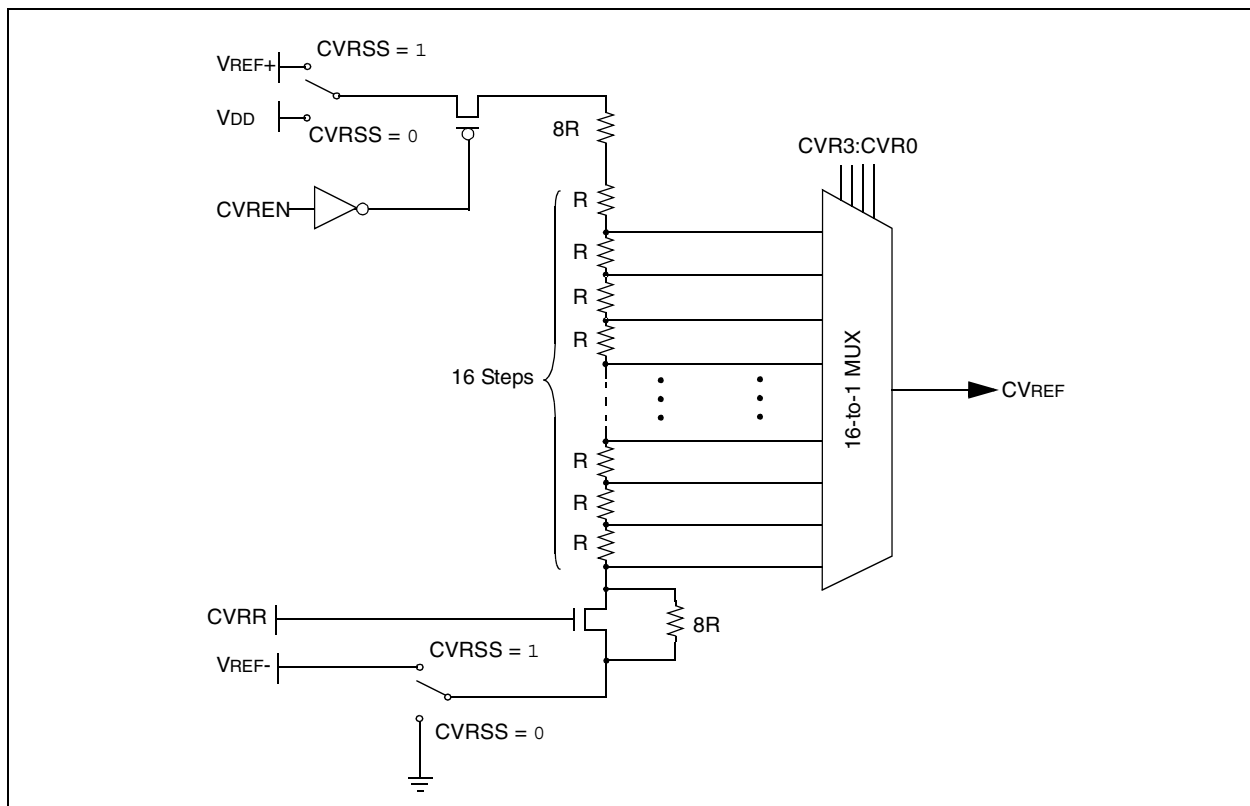 CVRSS = 1
VREF+
VDD
CVRSS = 0
8R
CVR3:CVR0
CVREN
R
R
R
R
16 Steps
16-to-1 MUX
CVREF
R
R
R
CVRR
8R
CVRSS = 1
VREF-
CVRSS = 0